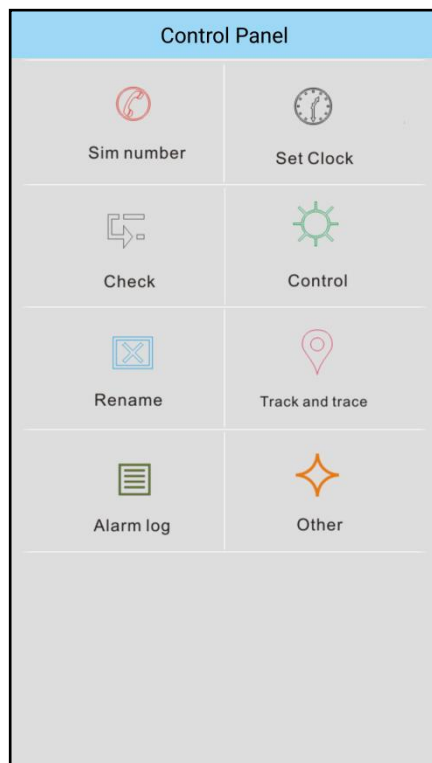 Control Panel
Sim number
Set Clock
Check
Control
Rename
Track and trace
Alarm log
Other